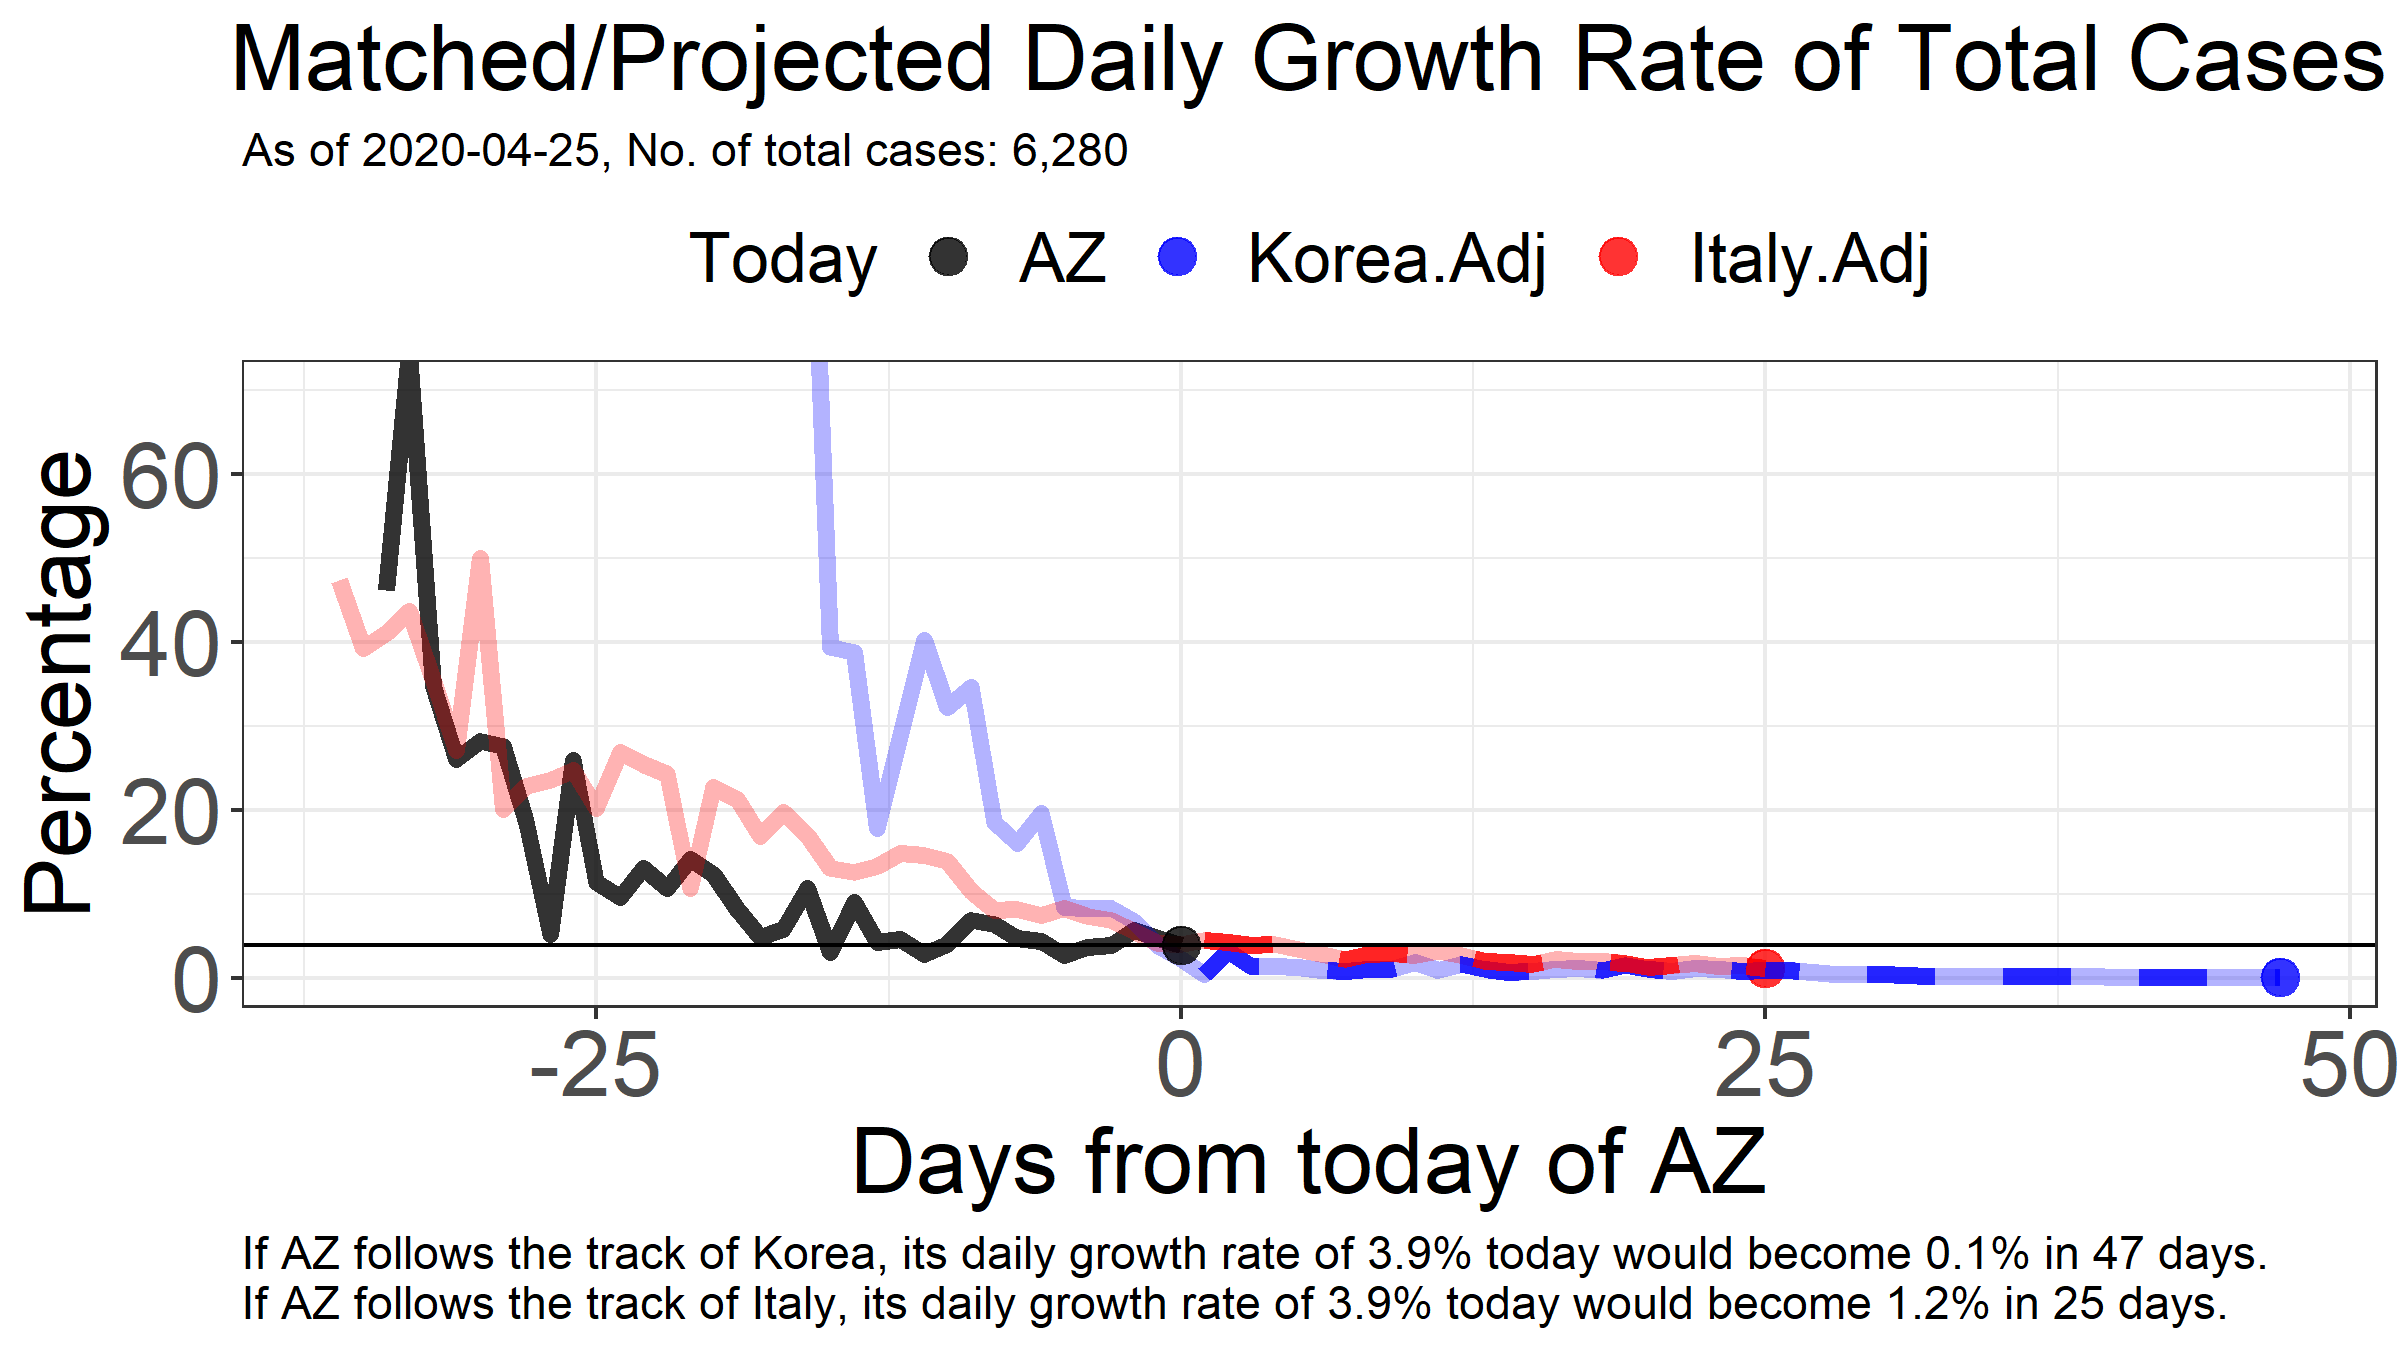 Matched/Projected Daily Growth Rate of Total Cases
As of 2020-04-25, No. of total cases: 6,280
Today AZ Korea.Adj Italy.Adj
Percentage
60
40
20
0
-25 0 25 50
Days from today of AZ
If AZ follows the track of Korea, its daily growth rate of 3.9% today would become 0.1% in 47 days.
If AZ follows the track of Italy, its daily growth rate of 3.9% today would become 1.2% in 25 days.